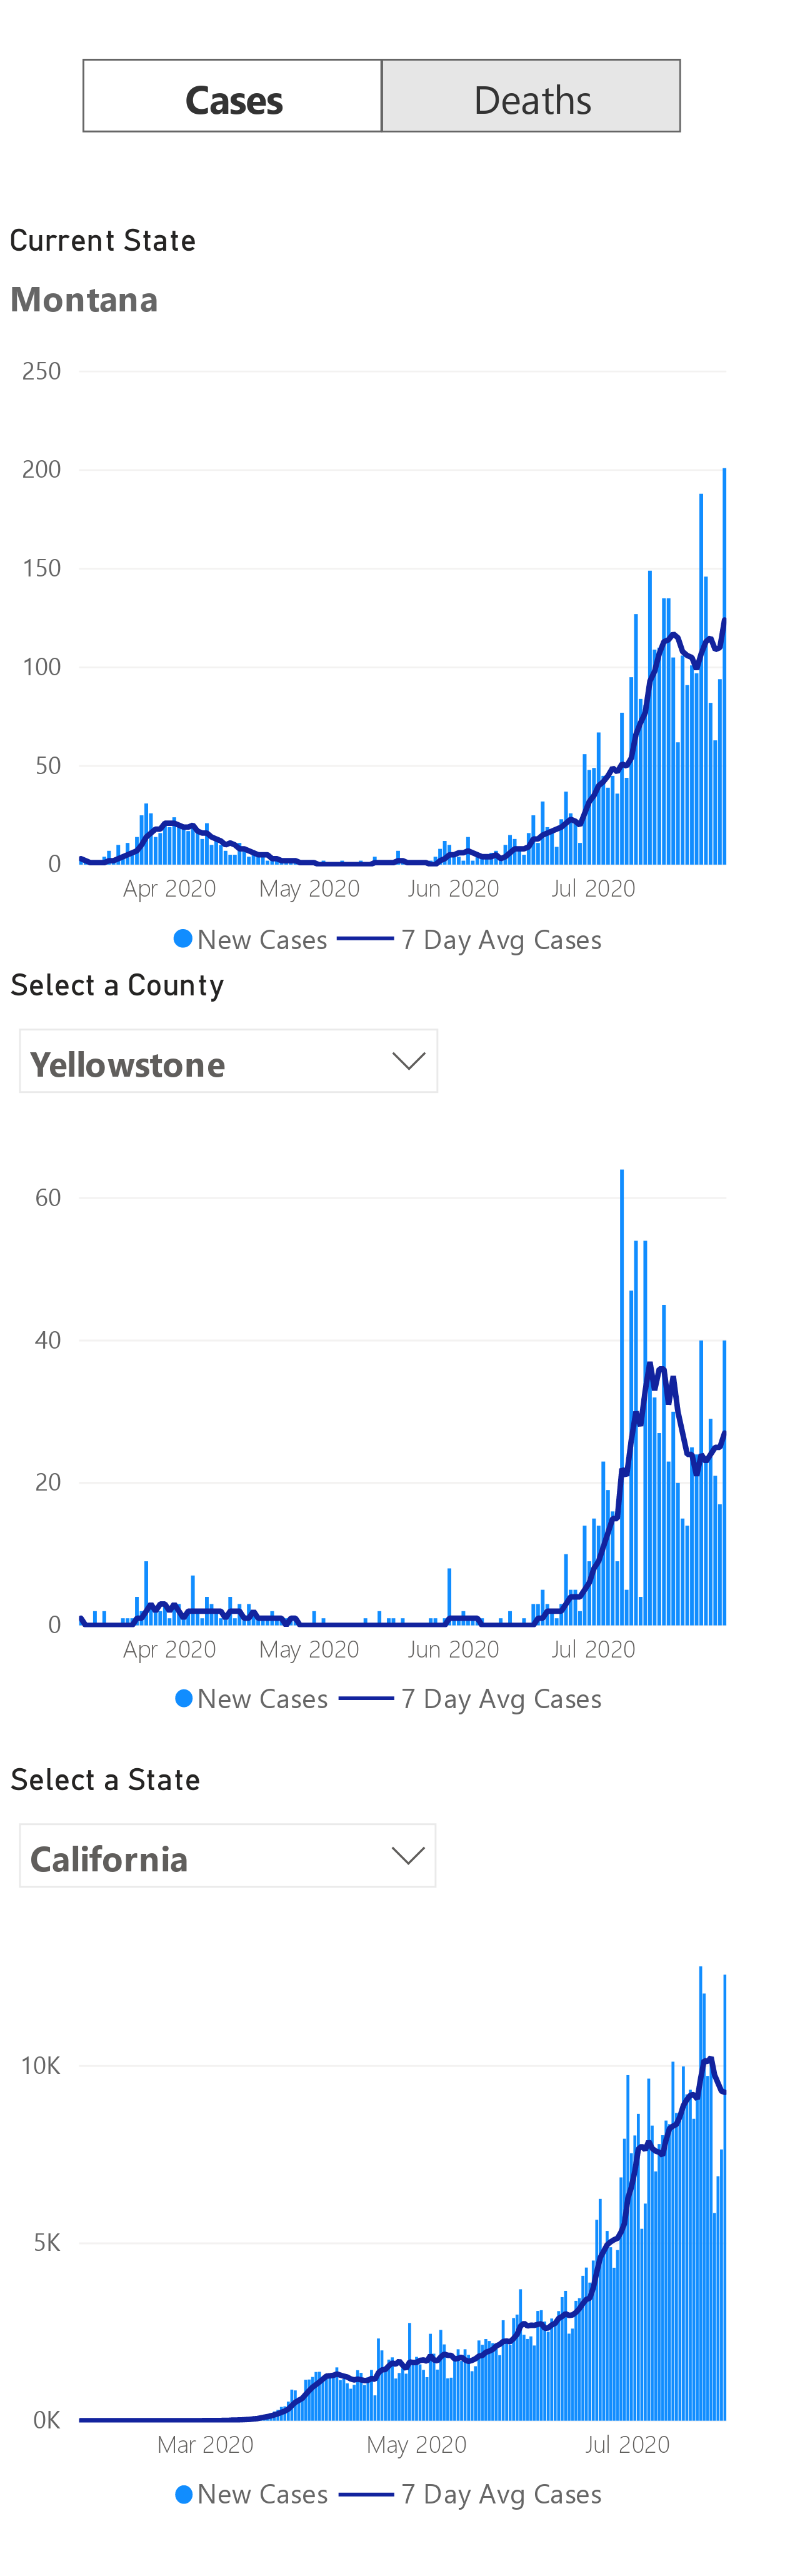 Cases Deaths
Current State
Montana
250
200
150
100
50
0
Apr 2020 May 2020 Jun 2020 Jul 2020
New Cases 7 Day Avg Cases
Select a County
Yellowstone
60
40
20
0
Apr 2020 May 2020 Jun 2020 Jul 2020
New Cases 7 Day Avg Cases
Select a State
California
10K
5K
0K
Mar 2020 May 2020 Jul 2020
New Cases 7 Day Avg Cases